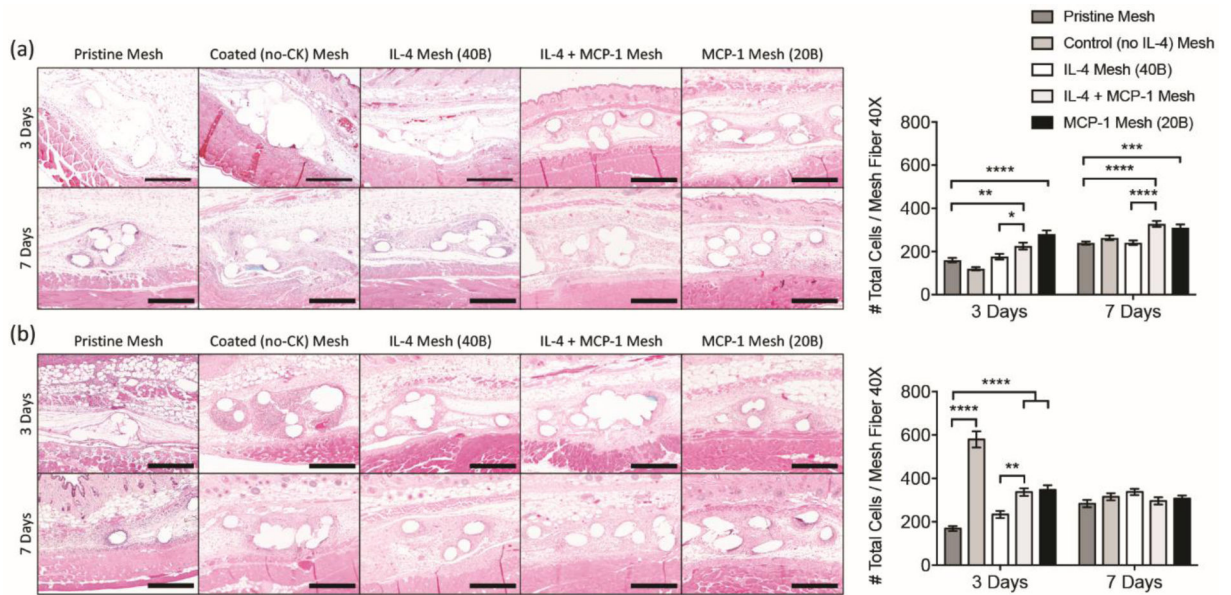 (a)
Pristine Mesh
Coated (no-CK) Mesh
IL-4 Mesh (40B)
IL-4 + MCP-1 Mesh
MCP-1 Mesh (20B)
3 Days
7 Days
Pristine Mesh
Control (no IL-4) Mesh
IL-4 Mesh (40B)
IL-4 + MCP-1 Mesh
MCP-1 Mesh (20B)
# Total Cells / Mesh Fiber 40X
800
600
400
200
0
**** 
**
*
***
****
****
3 Days
7 Days
(b)
Pristine Mesh
Coated (no-CK) Mesh
IL-4 Mesh (40B)
IL-4 + MCP-1 Mesh
MCP-1 Mesh (20B)
3 Days
7 Days
# Total Cells / Mesh Fiber 40X
800
600
400
200
0
****
****
**
3 Days
7 Days